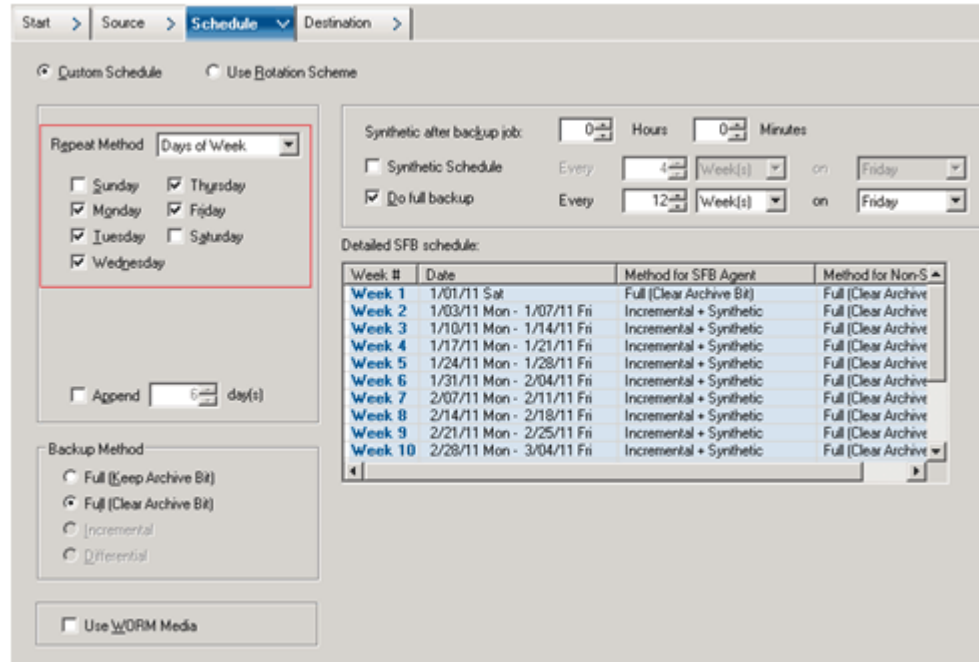 Start > Source > Schedule Destination >
Custom Schedule Use Rotation Scheme
Repeat Method Days of Week
Sunday Thursday
Monday Friday
Tuesday Saturday
Wednesday
Append 6 day(s)
Backup Method
Full (Keep Archive Bit)
Full (Clear Archive Bit)
Incremental
Differential
Use WORM Media
Synthetic after backup job: 0 Hours 0 Minutes
Synthetic Schedule Every 4 Week(s) on Friday
Do full backup Every 12 Week(s) on Friday
Detailed SFB schedule:
Week # Date Method for SFB Agent Method for Non-S
Week 1 1/01/11 Sat Full (Clear Archive Bit) Full (Clear Archive
Week 2 1/03/11 Mon - 1/07/11 Fri Incremental + Synthetic Full (Clear Archive
Week 3 1/10/11 Mon - 1/14/11 Fri Incremental + Synthetic Full (Clear Archive
Week 4 1/17/11 Mon - 1/21/11 Fri Incremental + Synthetic Full (Clear Archive
Week 5 1/24/11 Mon - 1/28/11 Fri Incremental + Synthetic Full (Clear Archive
Week 6 1/31/11 Mon - 2/04/11 Fri Incremental + Synthetic Full (Clear Archive
Week 7 2/07/11 Mon - 2/11/11 Fri Incremental + Synthetic Full (Clear Archive
Week 8 2/14/11 Mon - 2/18/11 Fri Incremental + Synthetic Full (Clear Archive
Week 9 2/21/11 Mon - 2/25/11 Fri Incremental + Synthetic Full (Clear Archive
Week 10 2/28/11 Mon - 3/04/11 Fri Incremental + Synthetic Full (Clear Archive